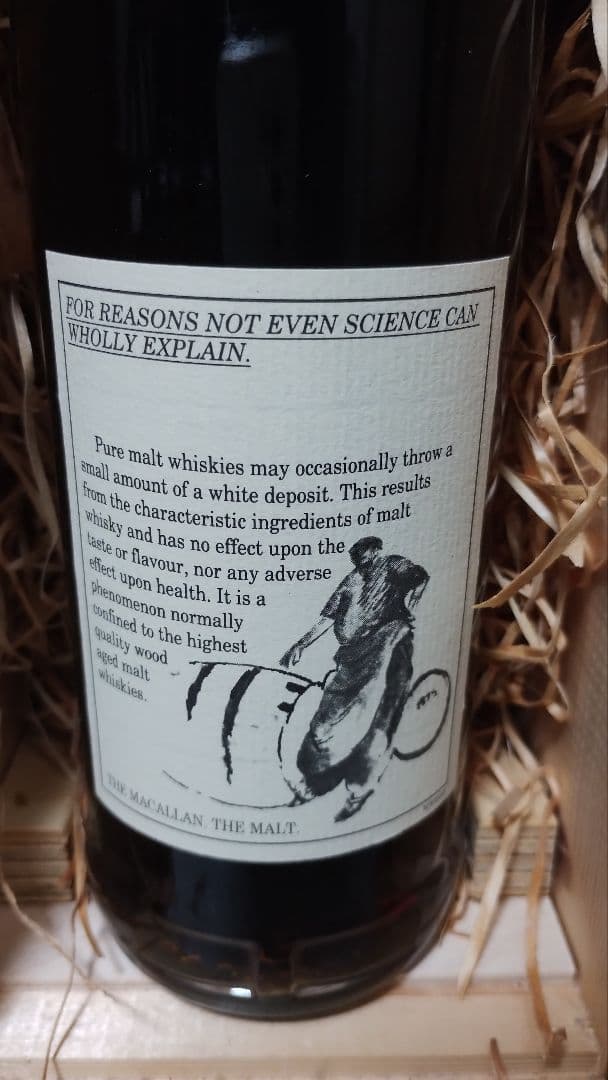 FOR REASONS NOT EVEN SCIENCE CAN
WHOLLY EXPLAIN.
Pure malt whiskies may occasionally throw a
small amount of a white deposit. This results
from the characteristic ingredients of malt
whisky and has no effect upon the
taste or flavour, nor any adverse
effect upon health. It is a
phenomenon normally
confined to the highest
quality wood
aged malt
whiskies.
THE MACALLAN. THE MALT.